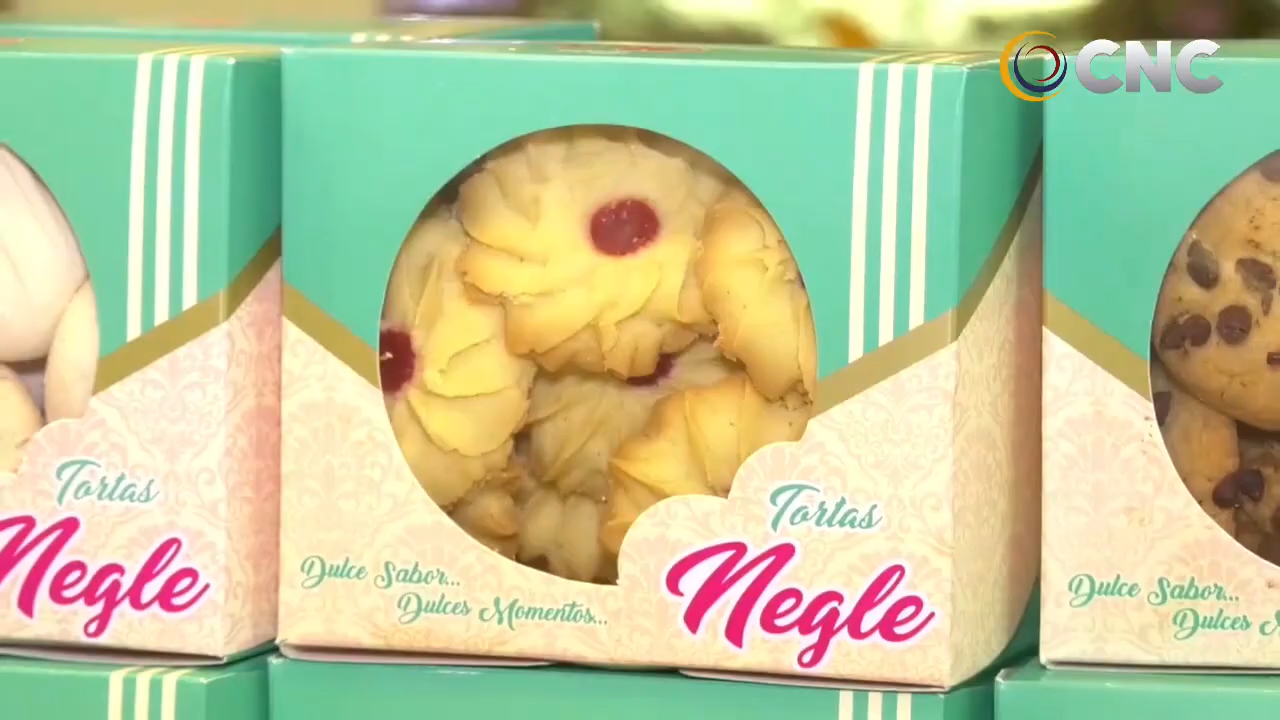 CNC
Tortas
Negle
Tortas
Negle
Dulce Sabor...
Dulces Momentos...
Dulce Sabor...
Dulces